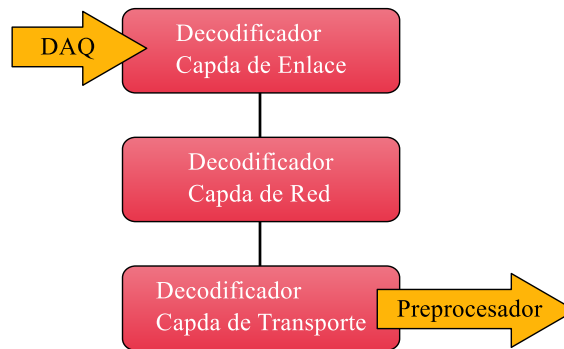 DAQ
Decodificador
Capda de Enlace
Decodificador
Capda de Red
Decodificador
Capda de Transporte
Preprocesador